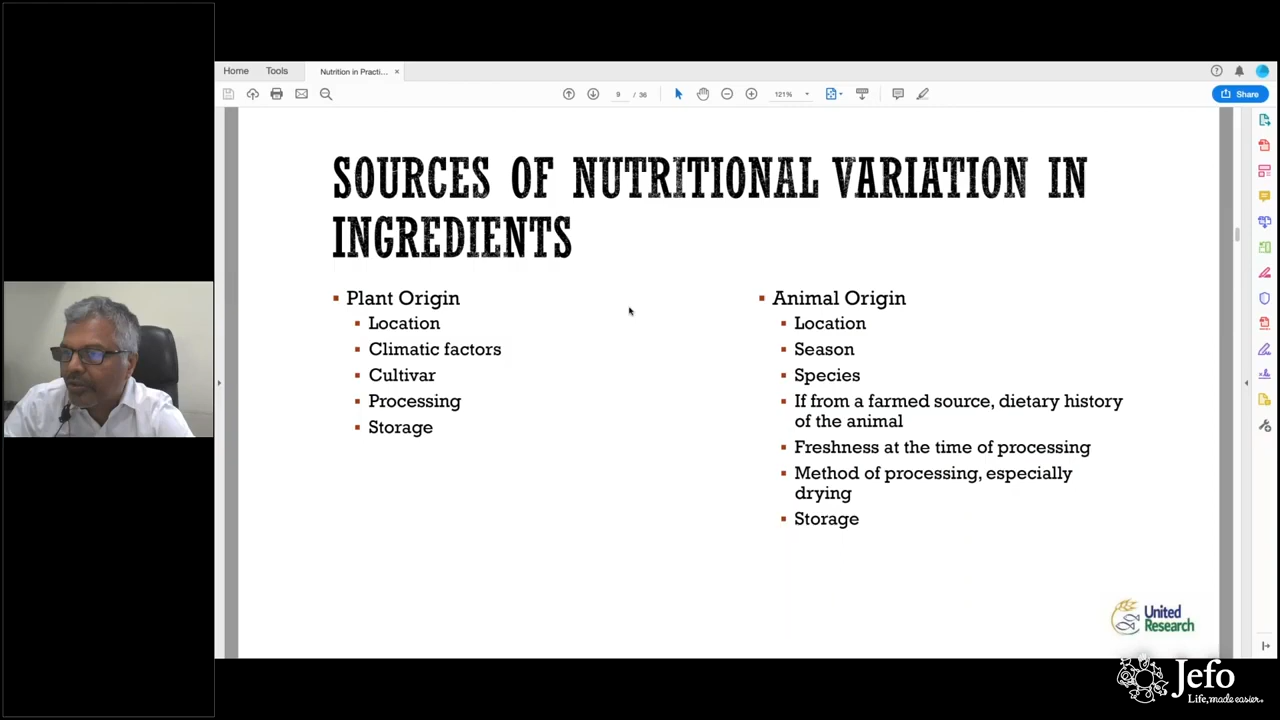 Home Tools Nutrition in Practi... ×
9 / 36 121% Share
SOURCES OF NUTRITIONAL VARIATION IN
INGREDIENTS
Plant Origin
Location
Climatic factors
Cultivar
Processing
Storage
Animal Origin
Location
Season
Species
If from a farmed source, dietary history
of the animal
Freshness at the time of processing
Method of processing, especially
drying
Storage
United
Research
Jefo
Life, made easier.